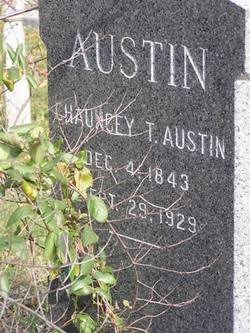 AUSTIN
CHAUNCEY T. AUSTIN
DEC. 4, 1843
29, 1929